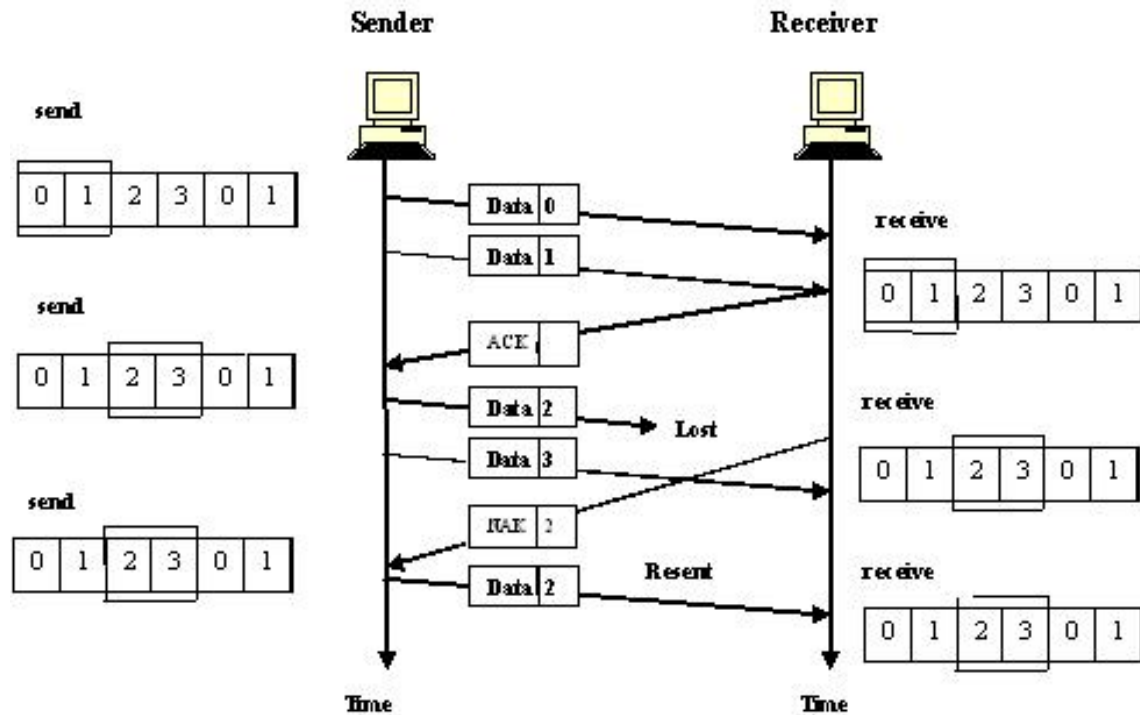 Sender
Receiver
send
0 1 2 3 0 1
Data 0
receive
Data 1
0 1 2 3 0 1
send
ACK
0 1 2 3 0 1
Data 2
Lost
receive
Data 3
0 1 2 3 0 1
send
NAK 2
0 1 2 3 0 1
Data 2
Resent
receive
0 1 2 3 0 1
Time
Time